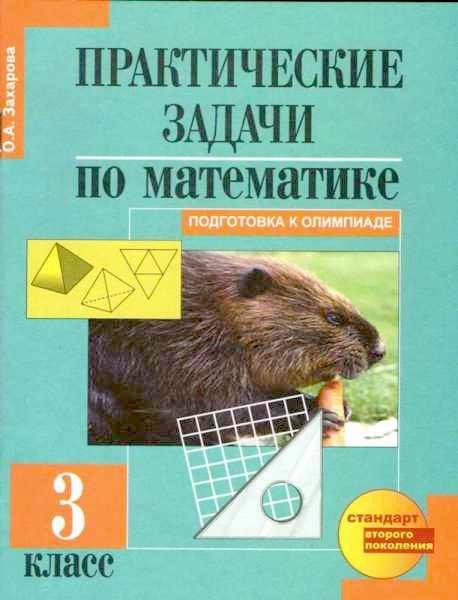 О.А. Захарова
ПРАКТИЧЕСКИЕ
ЗАДАЧИ
по математике
ПОДГОТОВКА К ОЛИМПИАДЕ
3
класс
стандарт
второго
поколения